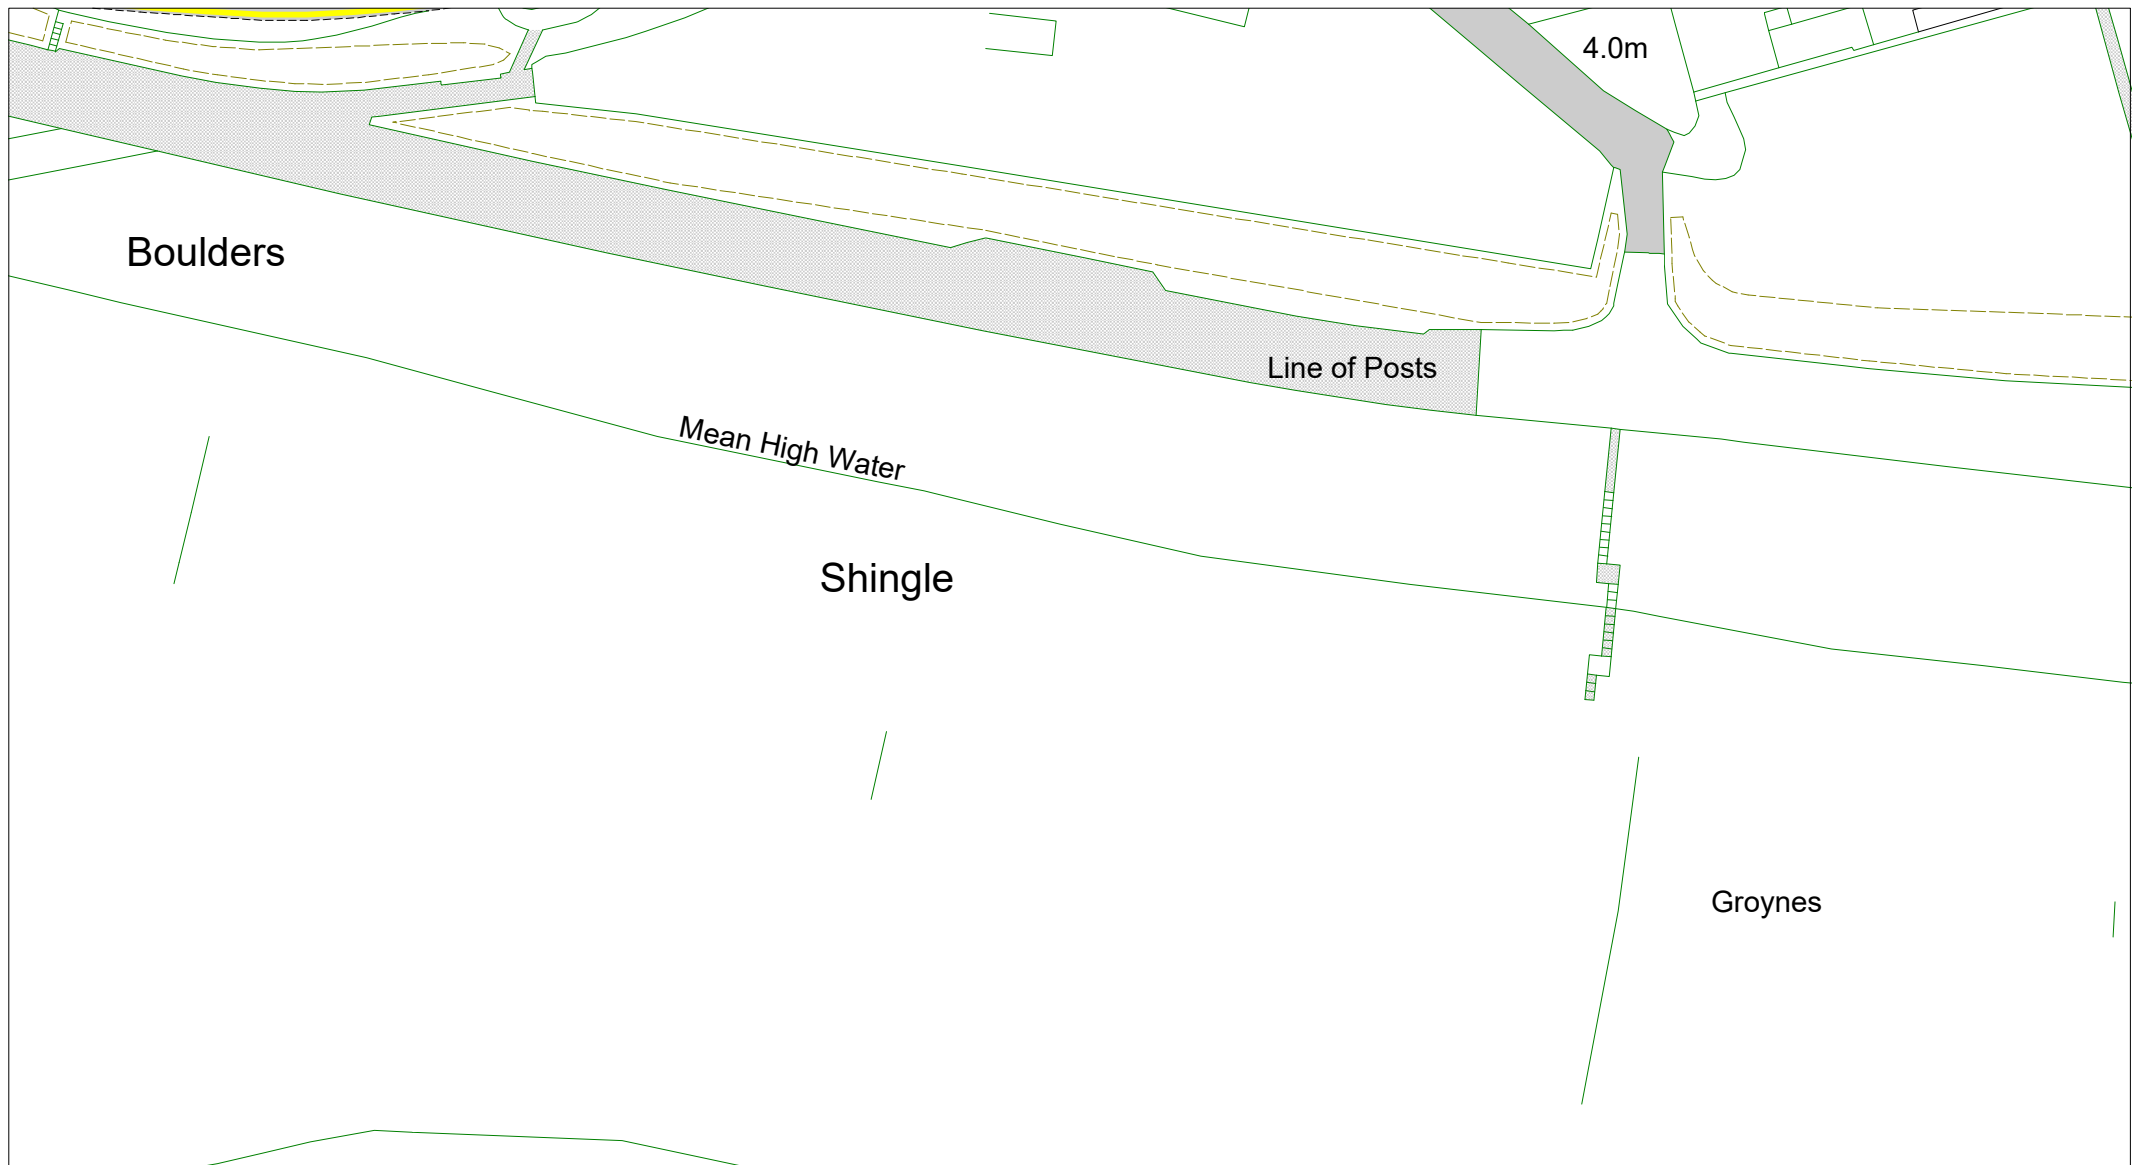 4.0m
Boulders
Line of Posts
Mean High Water
Shingle
Groynes